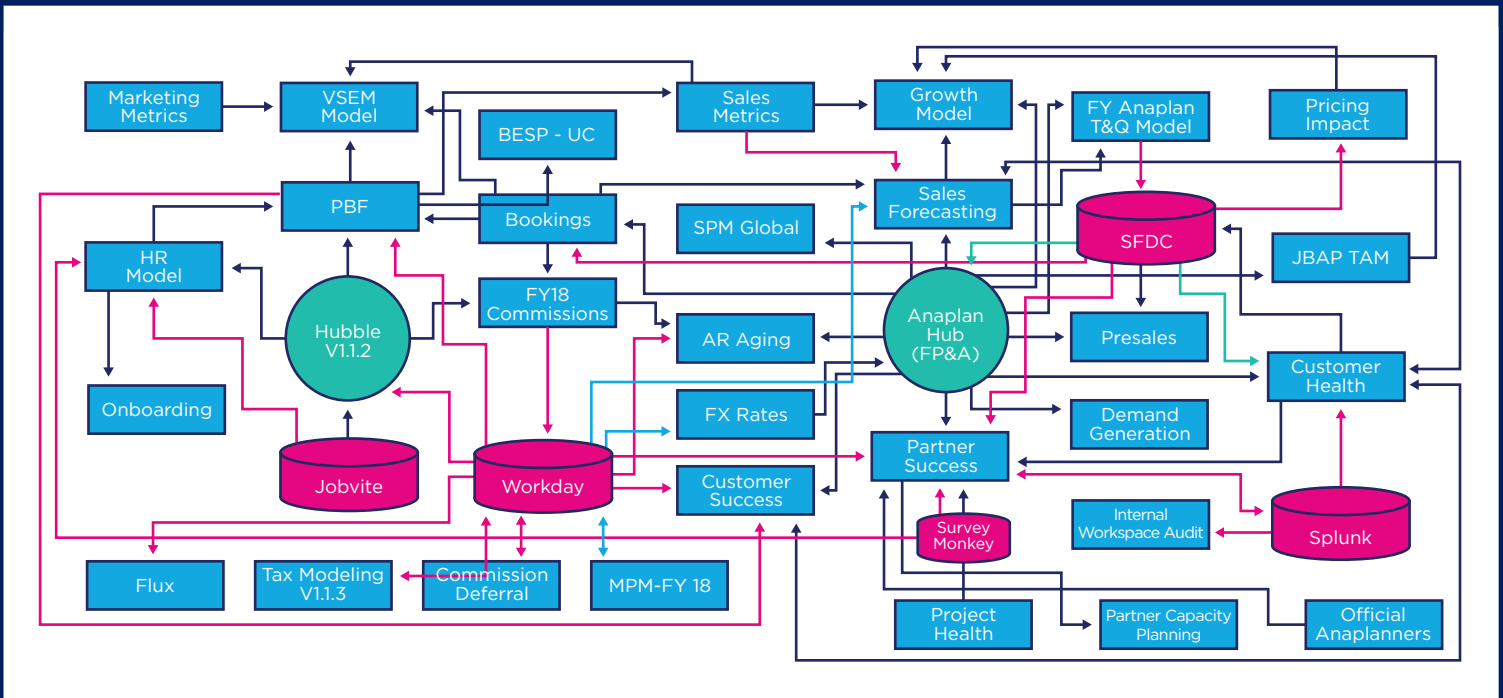 Marketing
Metrics
VSEM
Model
Sales
Metrics
Growth
Model
FY Anaplan
T&Q Model
Pricing
Impact
BESP - UC
PBF
Bookings
SPM Global
Sales
Forecasting
SFDC
JBAP TAM
HR
Model
Hubble
V1.1.2
FY18
Commissions
AR Aging
Anaplan
Hub
(FP&A)
Presales
Customer
Health
Onboarding
FX Rates
Demand
Generation
Jobvite
Workday
Customer
Success
Partner
Success
Survey
Monkey
Internal
Workspace Audit
Splunk
Flux
Tax Modeling
V1.1.3
Commission
Deferral
MPM-FY 18
Project
Health
Partner Capacity
Planning
Official
Anaplanners